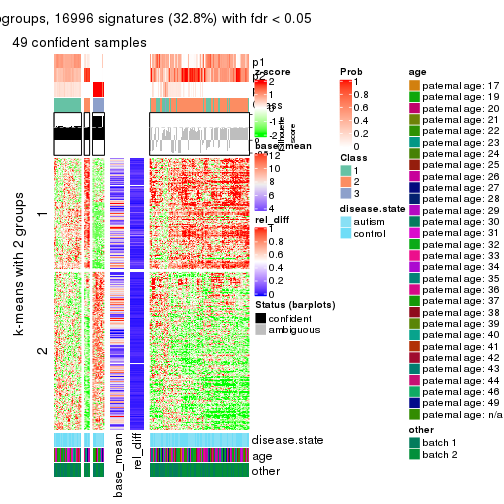 ogroups, 16996 signatures (32.8%) with fdr < 0.05
49 confident samples
p1
p2
z-score
2
1
0
-1
-2
Silhouette
score
base_mean
12
10
8
6
4
rel_diff
1
0.8
0.6
0.4
0.2
0
Status (barplots)
confident
ambiguous
k-means with 2 groups
1
2
base_mean
rel_diff
disease.state
age
other
Prob
1
0.8
0.6
0.4
0.2
0
Class
1
2
3
disease.state
autism
control
age
paternal age: 17
paternal age: 19
paternal age: 20
paternal age: 21
paternal age: 22
paternal age: 23
paternal age: 24
paternal age: 25
paternal age: 26
paternal age: 27
paternal age: 28
paternal age: 29
paternal age: 30
paternal age: 31
paternal age: 32
paternal age: 33
paternal age: 34
paternal age: 35
paternal age: 36
paternal age: 37
paternal age: 38
paternal age: 39
paternal age: 40
paternal age: 41
paternal age: 42
paternal age: 43
paternal age: 44
paternal age: 46
paternal age: 49
paternal age: n/a
other
batch 1
batch 2